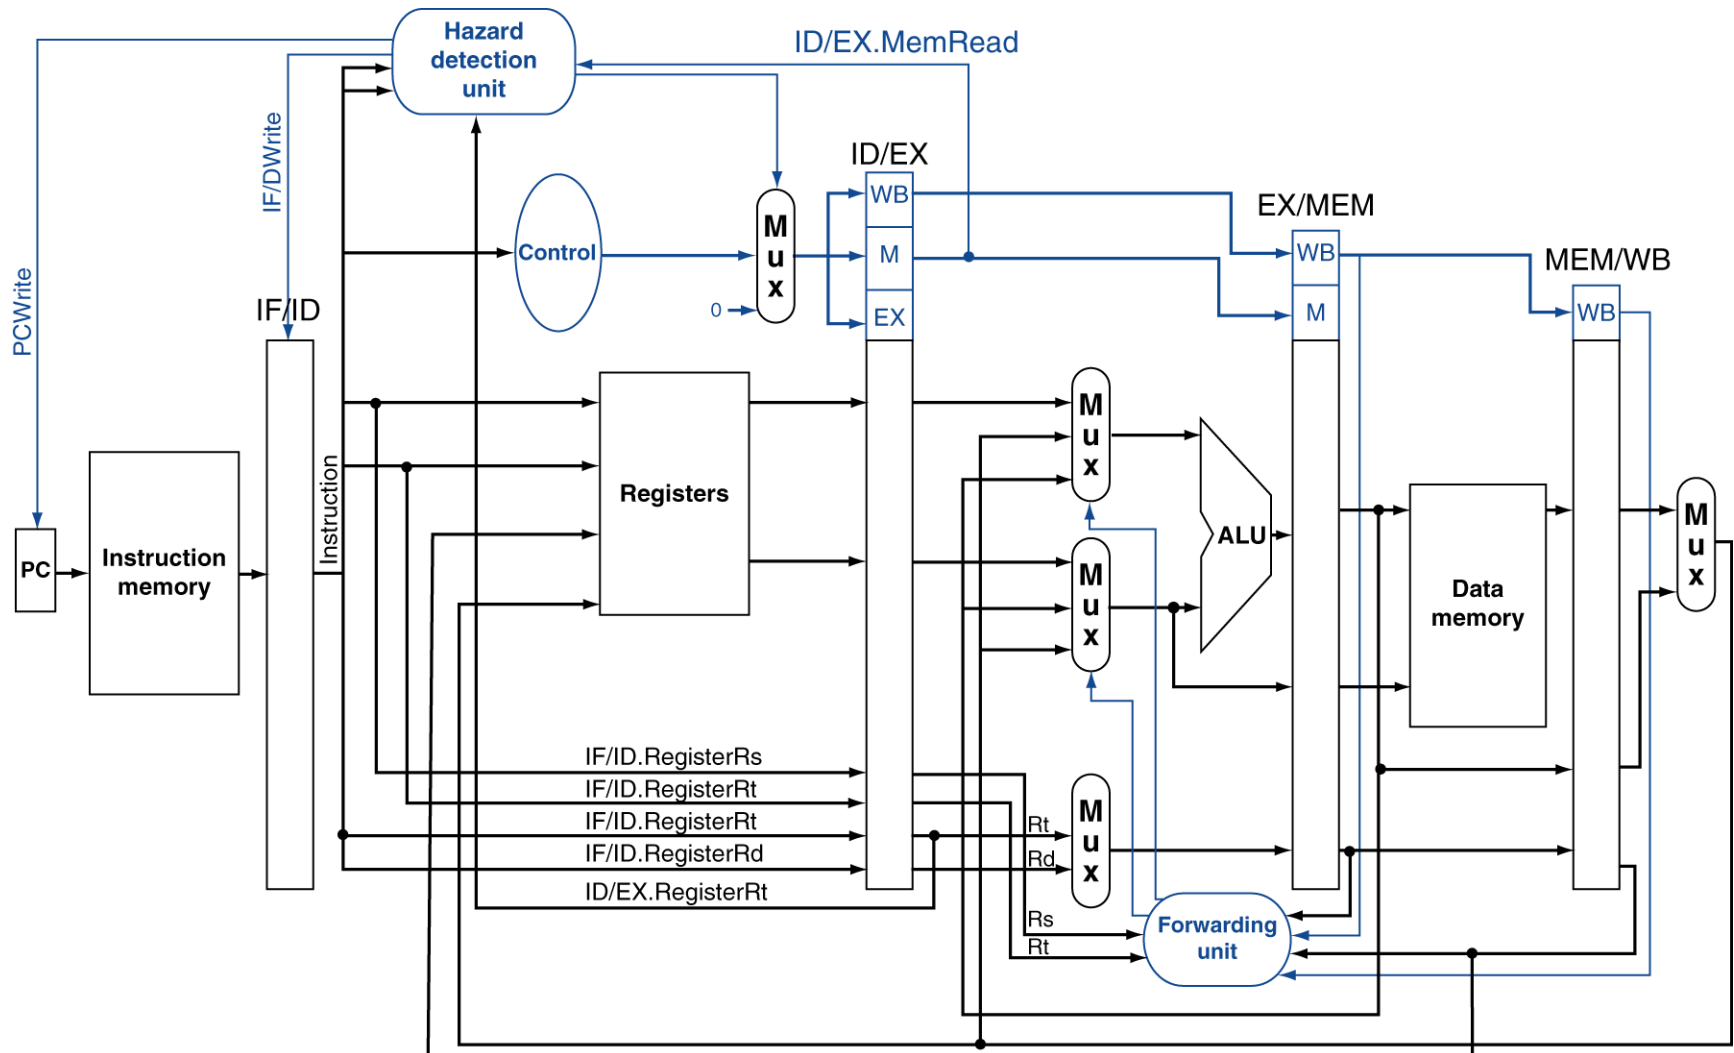 Hazard
detection
unit
ID/EX.MemRead
IF/DWrite
PCWrite
ID/EX
WB
M
EX
Control
M
u
x
0
EX/MEM
WB
M
MEM/WB
WB
IF/ID
Instruction
PC
Instruction
memory
Registers
M
u
x
M
u
x
ALU
Data
memory
M
u
x
IF/ID.RegisterRs
IF/ID.RegisterRt
IF/ID.RegisterRt
IF/ID.RegisterRd
ID/EX.RegisterRt
Rt
Rd
M
u
x
Rs
Rt
Forwarding
unit